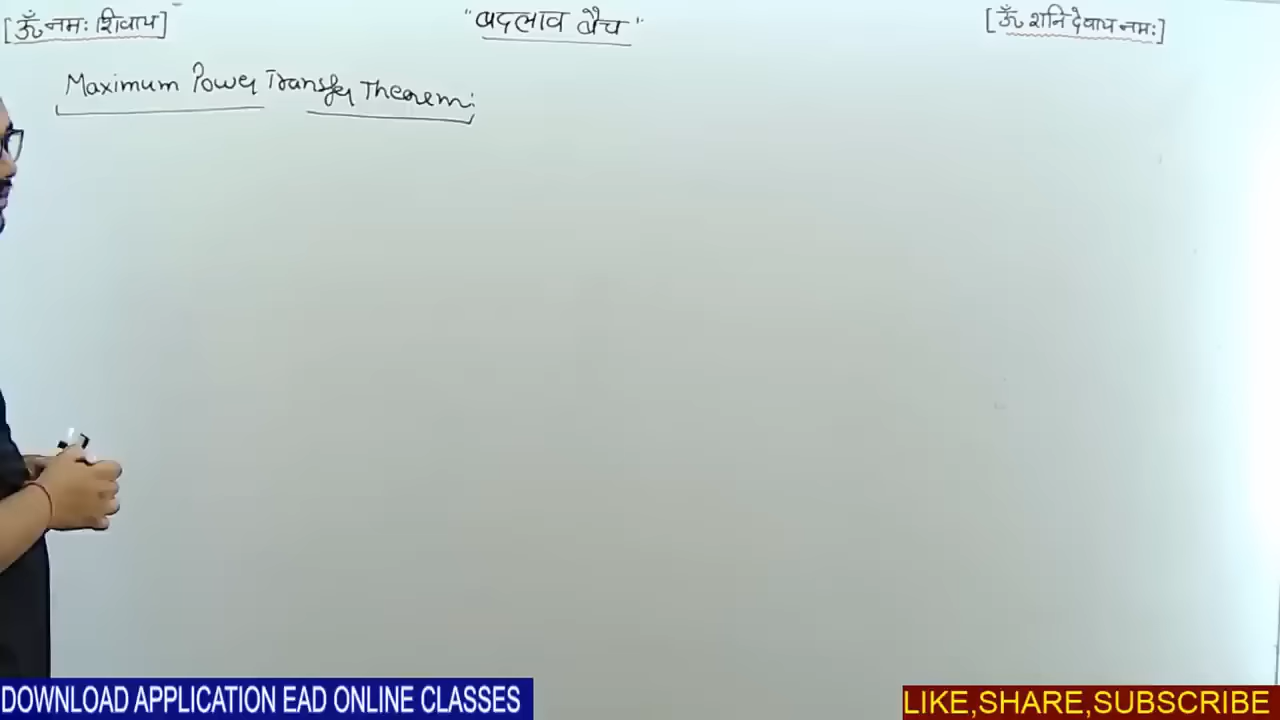 [ॐ नमः शिवाय]
"बदलाव बैच"
[ॐ शनि देवाय नमः]
Maximum Power Transfer Theorem:
DOWNLOAD APPLICATION EAD ONLINE CLASSES
LIKE,SHARE,SUBSCRIBE